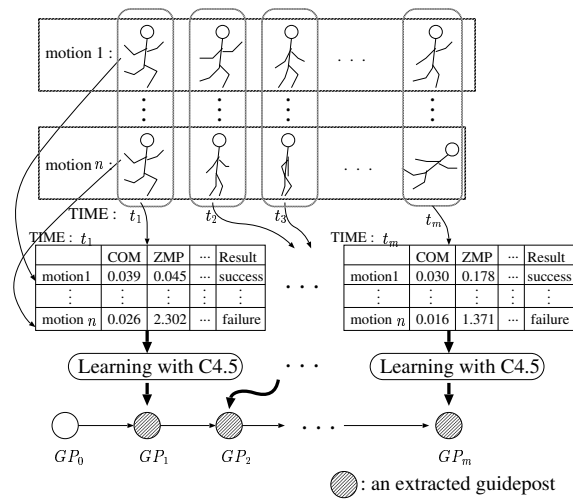 motion 1 :
. . .
motion n :
. . .
TIME : t1 t2 t3 tm
TIME : t1
COM ZMP ... Result
motion1 0.039 0.045 ... success
motion n 0.026 2.302 ... failure
. . .
TIME : tm
COM ZMP ... Result
motion1 0.030 0.178 ... success
motion n 0.016 1.371 ... failure
Learning with C4.5
. . .
Learning with C4.5
. . .
GP0 GP1 GP2 GPm
: an extracted guidepost